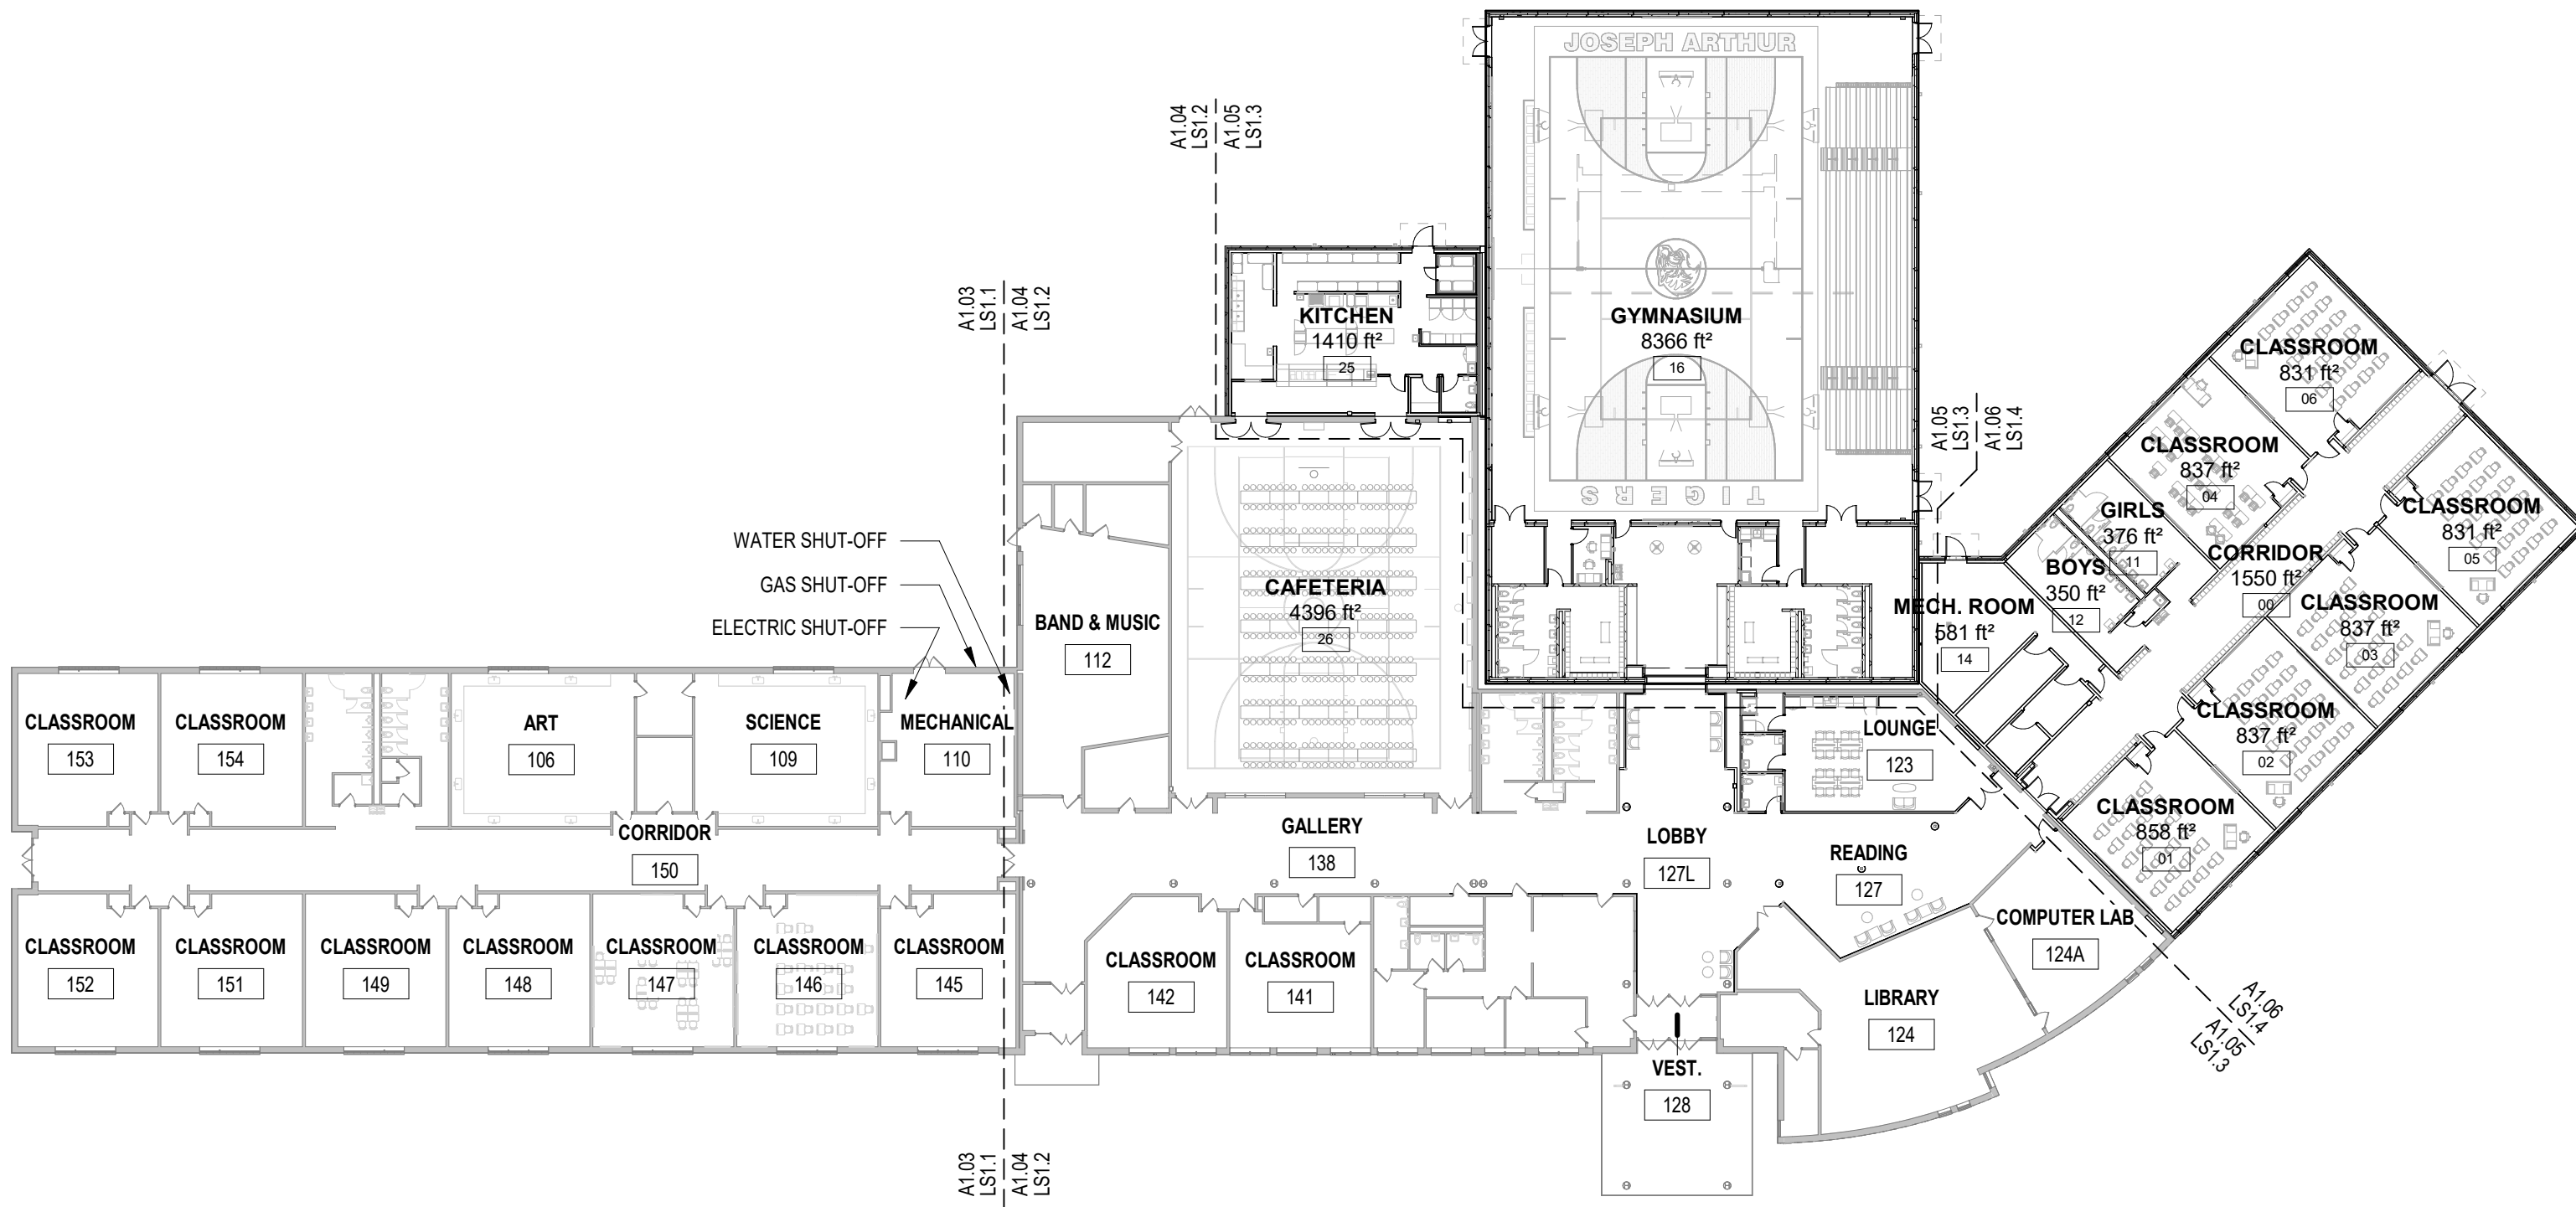 JOSEPH ARTHUR
A1.04
LS1.2
A1.05
LS1.3
A1.03
LS1.1
A1.04
LS1.2
KITCHEN
1410 ft²
25
GYMNASIUM
8366 ft²
16
TIGERS
A1.05
LS1.3
A1.06
LS1.4
CLASSROOM
831 ft²
06
CLASSROOM
837 ft²
04
CLASSROOM
831 ft²
05
GIRLS
376 ft²
11
CORRIDOR
1550 ft²
00
BOYS
350 ft²
12
CLASSROOM
837 ft²
03
MECH. ROOM
581 ft²
14
CLASSROOM
837 ft²
02
CLASSROOM
858 ft²
01
WATER SHUT-OFF
GAS SHUT-OFF
ELECTRIC SHUT-OFF
CAFETERIA
4396 ft²
26
BAND & MUSIC
112
CLASSROOM
153
CLASSROOM
154
ART
106
SCIENCE
109
MECHANICAL
110
LOUNGE
123
CORRIDOR
150
GALLERY
138
LOBBY
127L
READING
127
CLASSROOM
152
CLASSROOM
151
CLASSROOM
149
CLASSROOM
148
CLASSROOM
147
CLASSROOM
146
CLASSROOM
145
CLASSROOM
142
CLASSROOM
141
COMPUTER LAB
124A
LIBRARY
124
VEST.
128
A1.06
LS1.4
A1.05
LS1.3
A1.03
LS1.1
A1.04
LS1.2